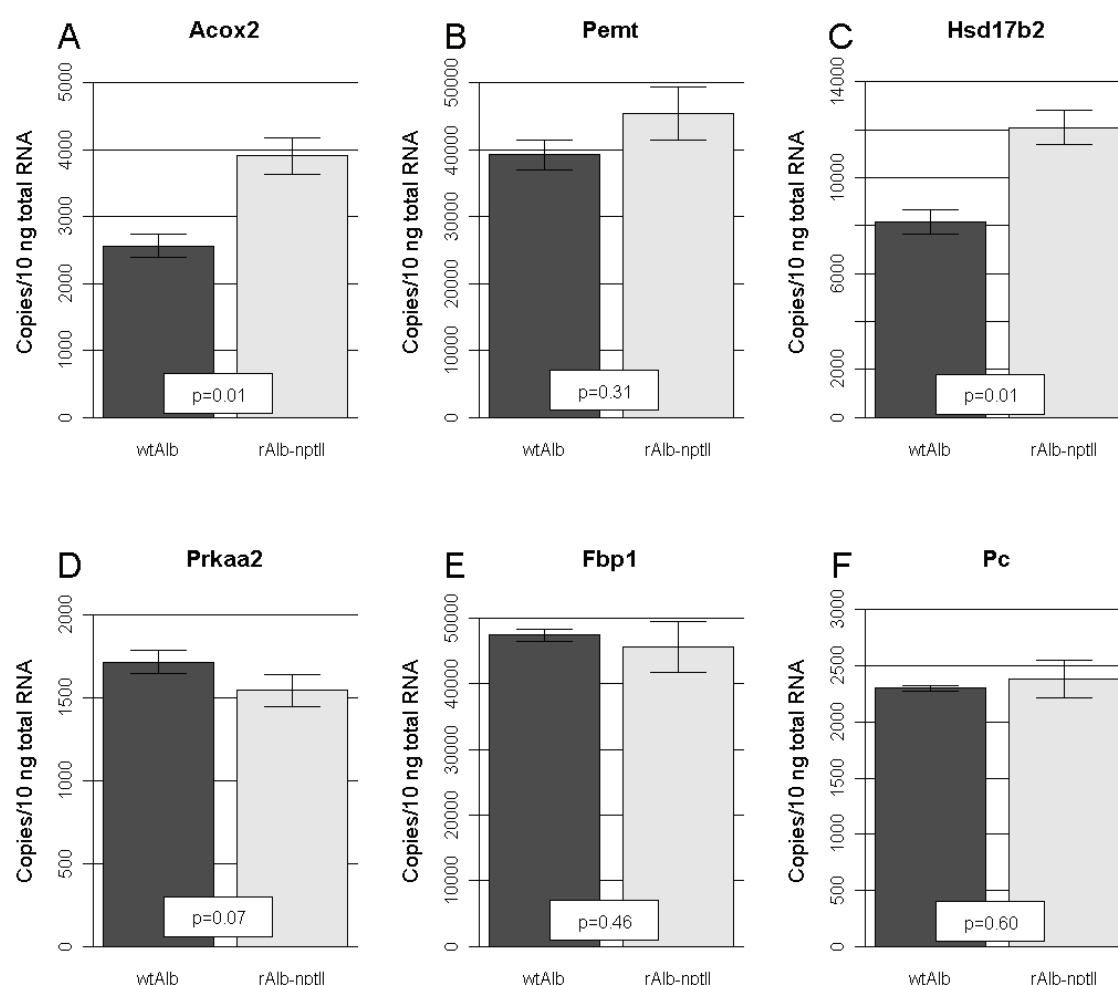 A
Acox2
Copies/10 ng total RNA
5000
4000
3000
2000
1000
0
p=0.01
wtAlb
rAlb-nptII
B
Pemt
Copies/10 ng total RNA
50000
40000
30000
20000
10000
0
p=0.31
wtAlb
rAlb-nptII
C
Hsd17b2
Copies/10 ng total RNA
14000
10000
6000
2000
0
p=0.01
wtAlb
rAlb-nptII
D
Prkaa2
Copies/10 ng total RNA
2000
1500
1000
500
0
p=0.07
wtAlb
rAlb-nptII
E
Fbp1
Copies/10 ng total RNA
50000
40000
30000
20000
10000
0
p=0.46
wtAlb
rAlb-nptII
F
Pc
Copies/10 ng total RNA
3000
2500
2000
1500
1000
500
0
p=0.60
wtAlb
rAlb-nptII